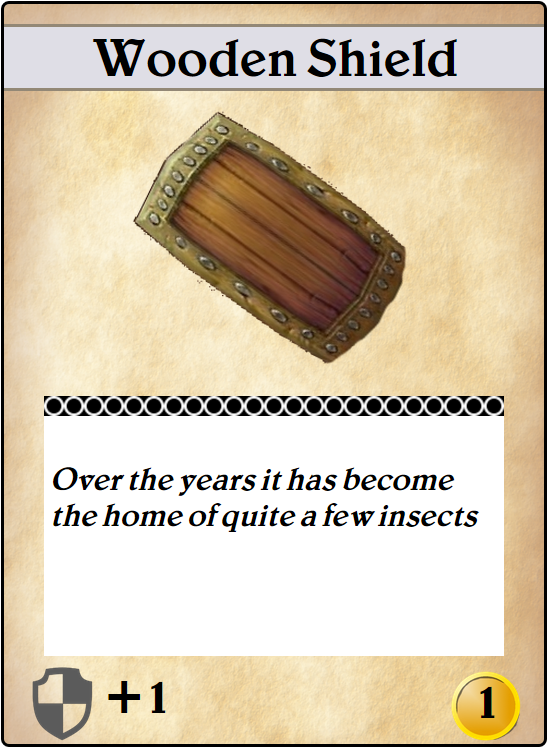 Wooden Shield
Over the years it has become
the home of quite a few insects
+1
1